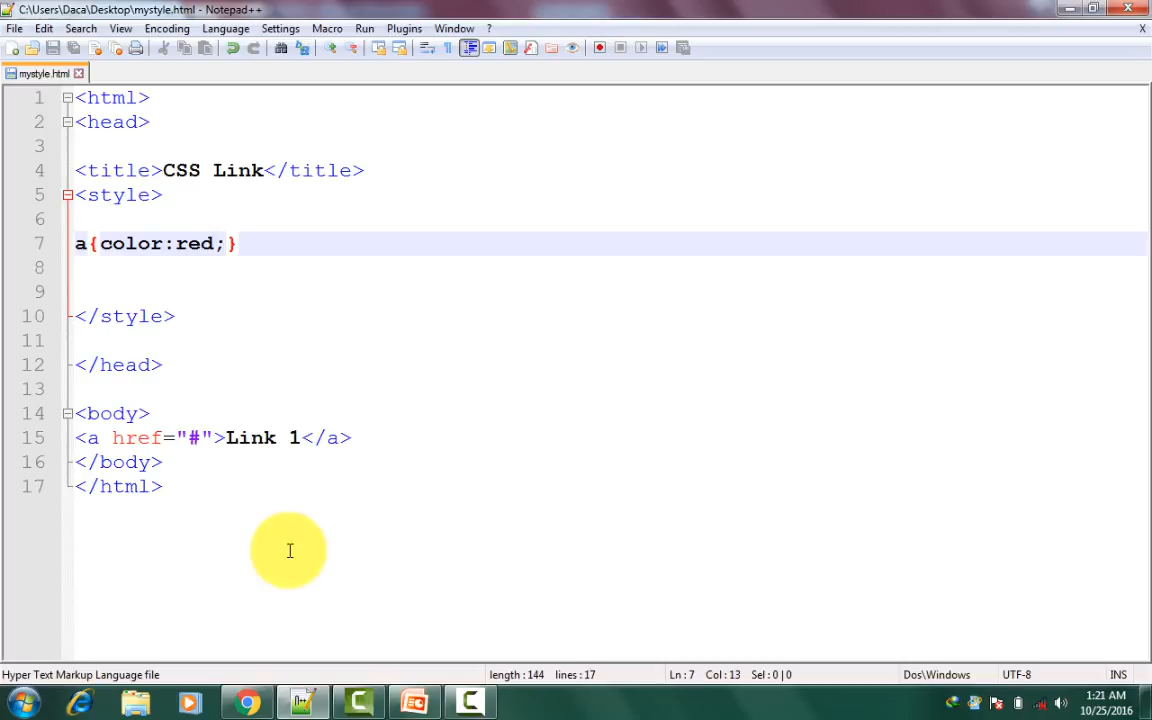 C:\Users\Daca\Desktop\mystyle.html - Notepad++
File Edit Search View Encoding Language Settings Macro Run Plugins Window ? X
mystyle.html
1 <html>
2 <head>
3
4 <title>CSS Link</title>
5 <style>
6
7 a{color:red;}
8
9
10 </style>
11
12 </head>
13
14 <body>
15 <a href="#">Link 1</a>
16 </body>
17 </html>
Hyper Text Markup Language file length : 144 lines : 17 Ln : 7 Col : 13 Sel : 0 | 0 Dos\Windows UTF-8 INS
1:21 AM
10/25/2016